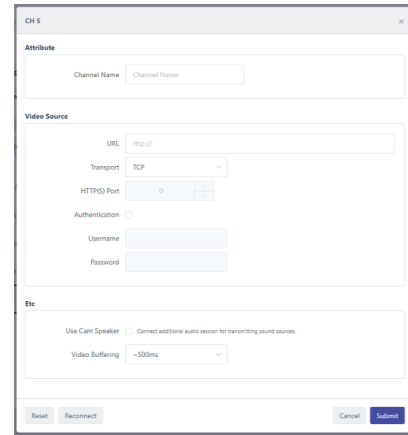 CH 5
×
Attribute
Channel Name Channel Name
Video Source
URL rtsp://
Transport TCP
HTTP(S) Port 0
Authentication
Username
Password
Etc
Use Cam Speaker Connect additional audio session for transmitting sound sources.
Video Buffering ~500ms
Reset Reconnect Cancel Submit